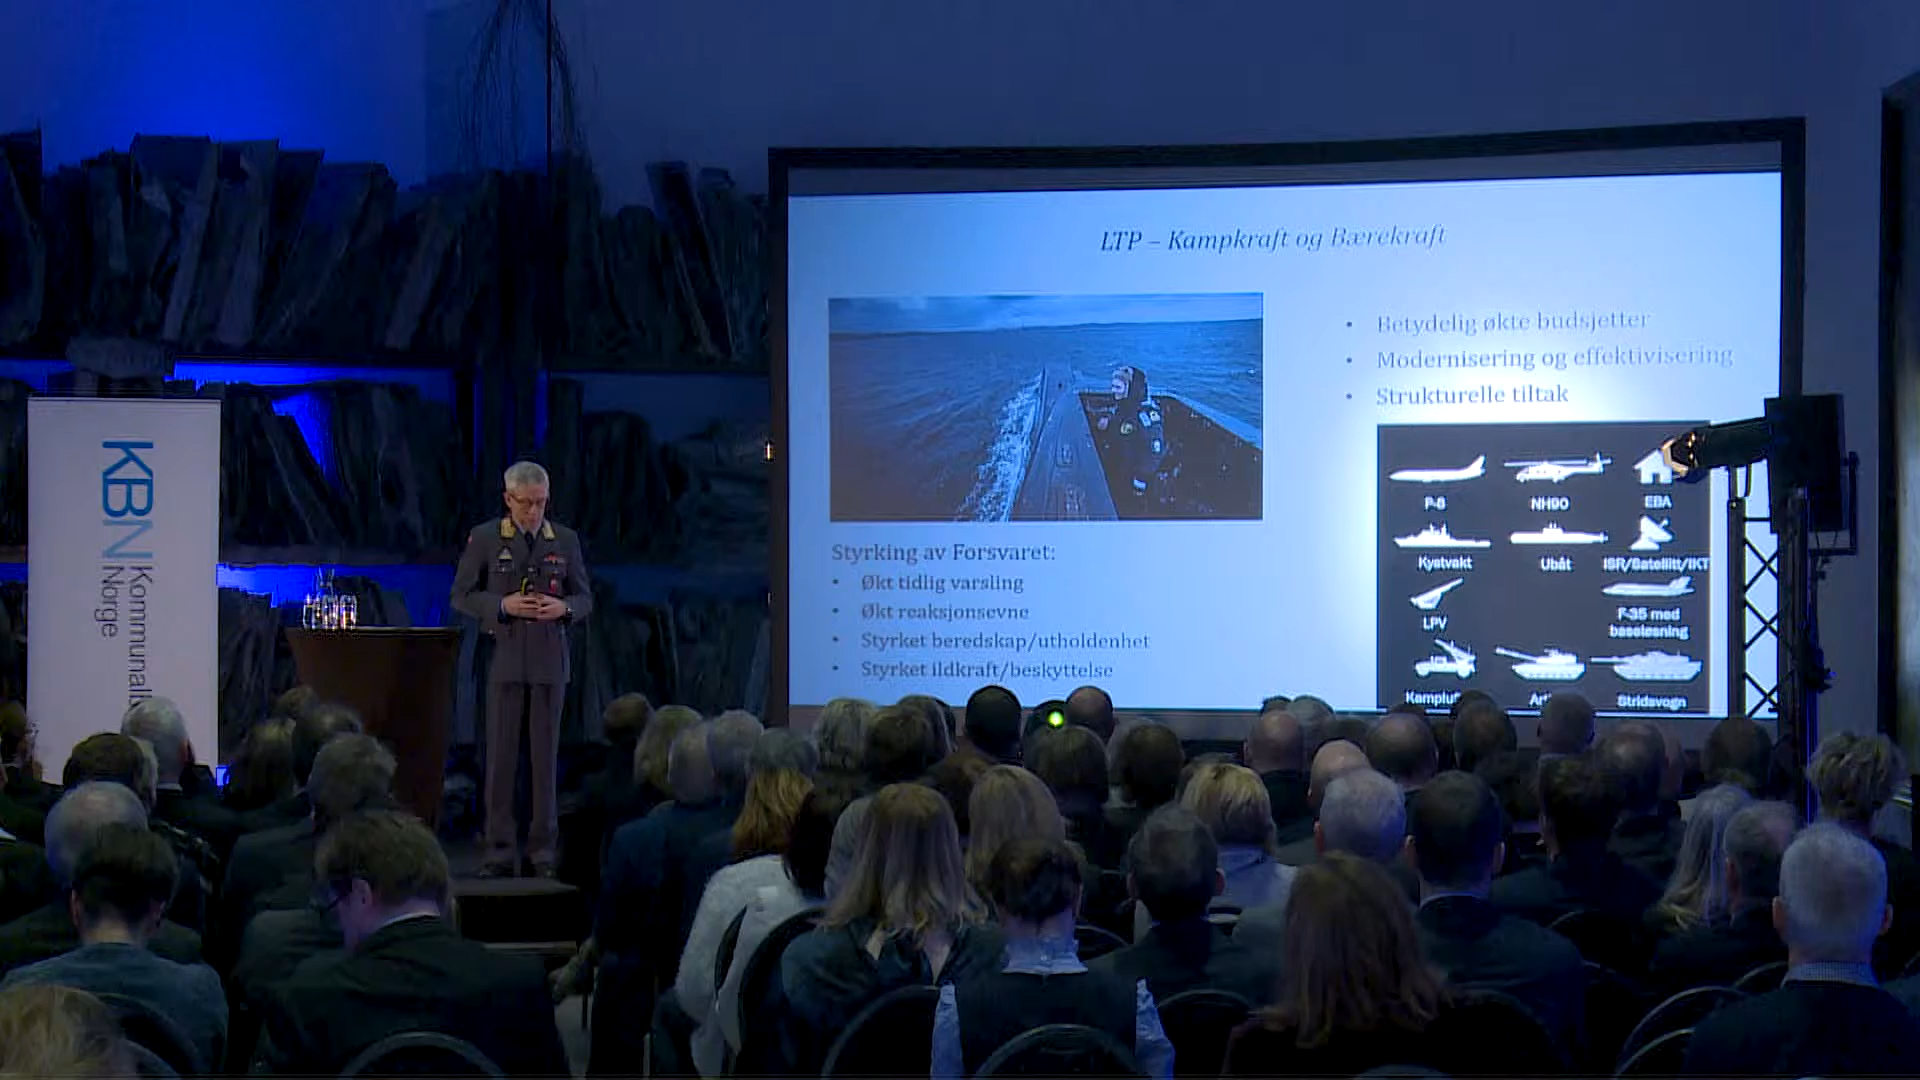 KBN Kommunalb
Norge
LTP – Kampkraft og Bærekraft
• Betydelig økte budsjetter
• Modernisering og effektivisering
• Strukturelle tiltak
Styrking av Forsvaret:
• Økt tidlig varsling
• Økt reaksjonsevne
• Styrket beredskap/utholdenhet
• Styrket ildkraft/beskyttelse
P-8 NH90 EBA
Kystvakt Ubåt ISR/Satellitt/IKT
LPV F-35 med
baseløsning
Stridsvogn